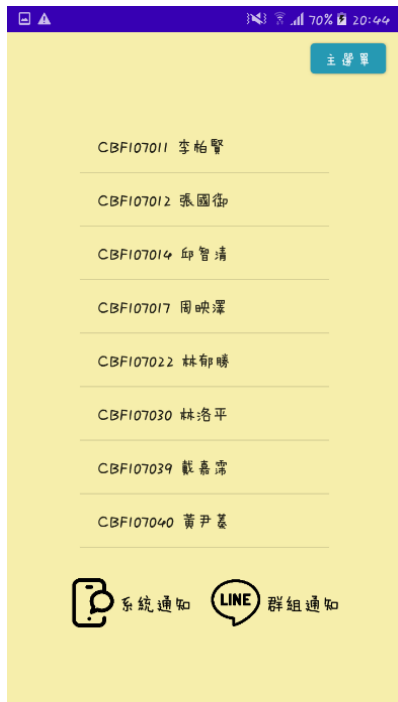 70% 20:44
主選單
CBF107011 李柏賢
CBF107012 張國御
CBF107014 邱智清
CBF107017 周映澤
CBF107022 林郁勝
CBF107030 林洛平
CBF107039 戴嘉霈
CBF107040 黃尹蓁
系統通知 LINE 群組通知